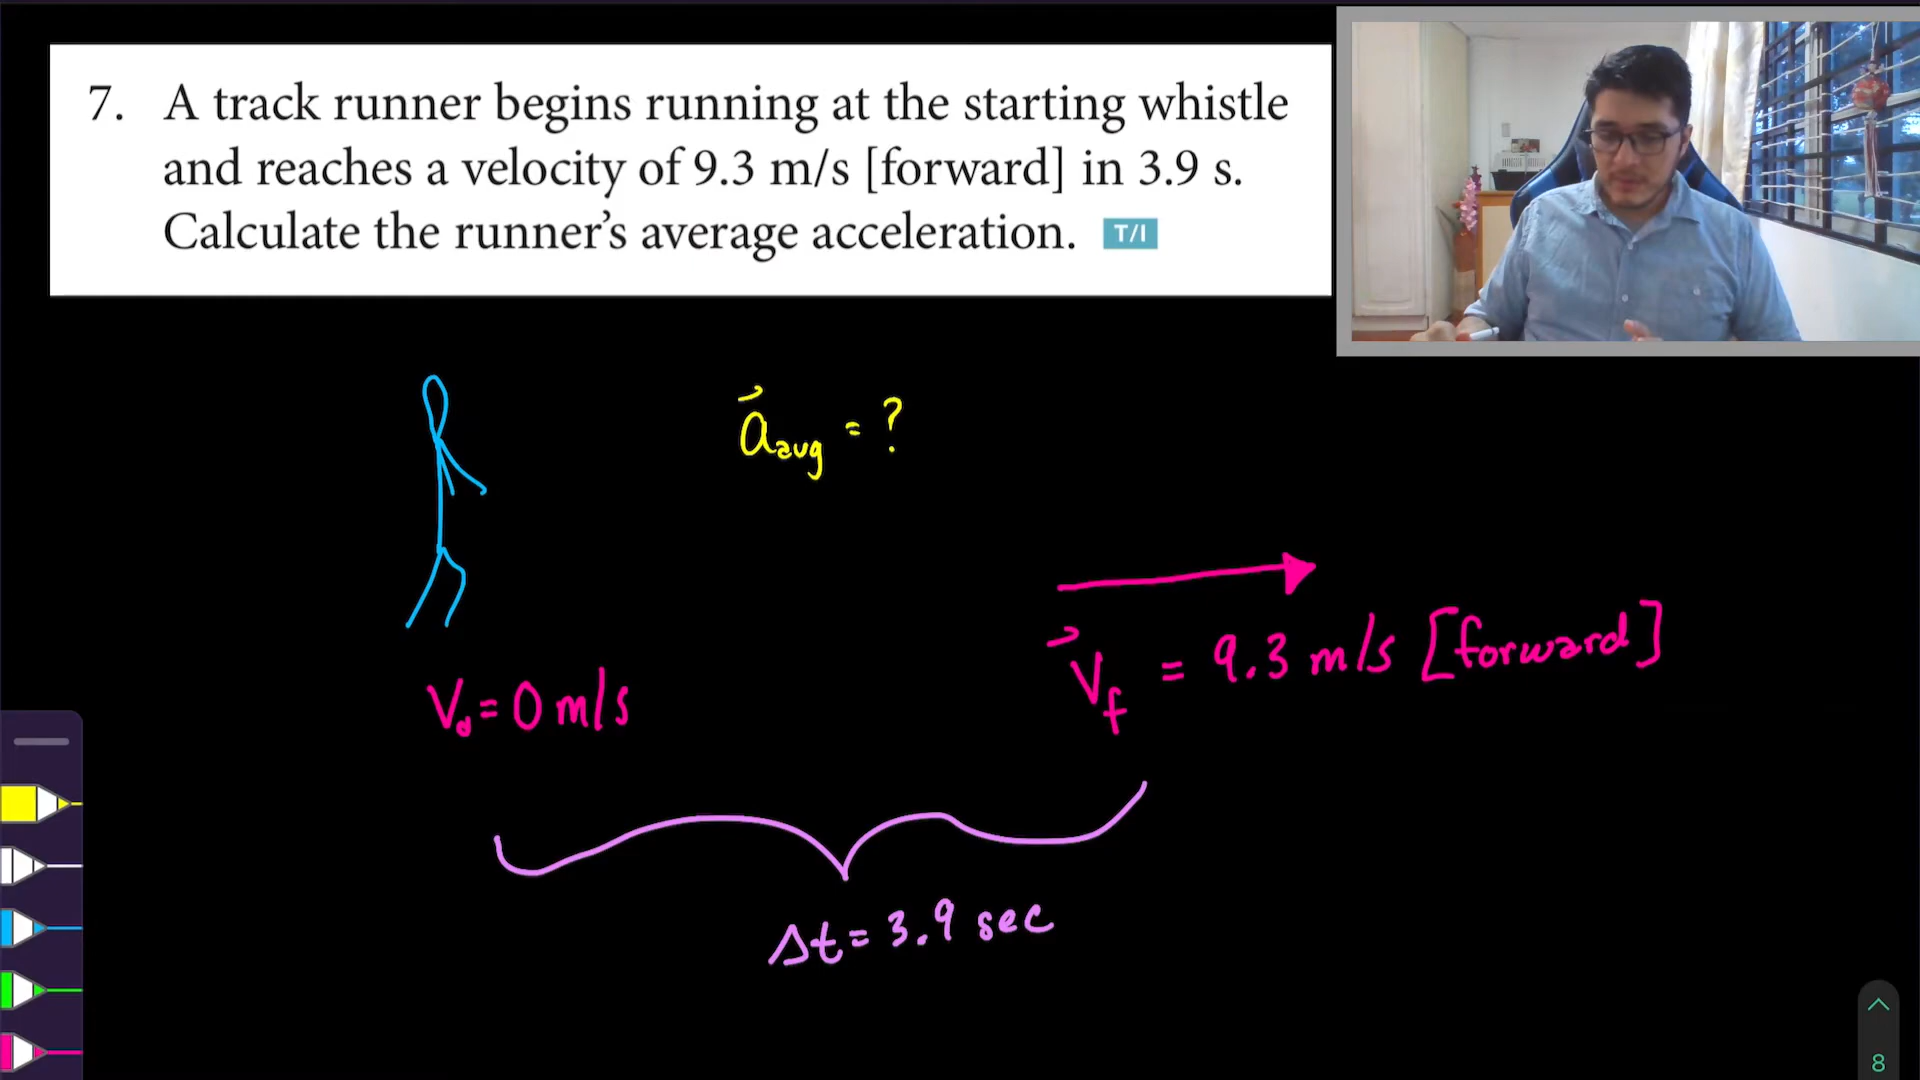 7. A track runner begins running at the starting whistle
and reaches a velocity of 9.3 m/s [forward] in 3.9 s.
Calculate the runner's average acceleration. T/I
a⃗avg = ?
v⃗f = 9.3 m/s [forward]
V₀ = 0 m/s
Δt = 3.9 sec
8